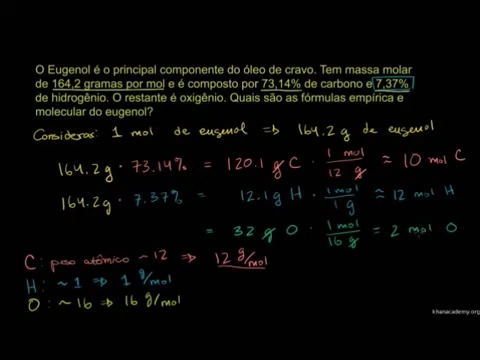 O Eugenol é o principal componente do óleo de cravo. Tem massa molar
de 164,2 gramas por mol e é composto por 73,14% de carbono e 7,37%
de hidrogênio. O restante é oxigênio. Quais são as fórmulas empírica e
molecular do eugenol?
Considerar: 1 mol de eugenol ⇒ 164.2 g de eugenol
164.2g · 73.14% = 120.1 g C · 1 mol / 12 g ≈ 10 mol C
164.2g · 7.37% = 12.1 g H · 1 mol / 1 g ≈ 12 mol H
= 32 g O · 1 mol / 16 g = 2 mol O
C: peso atômico ~ 12 ⇒ 12 g/mol
H: ~ 1 ⇒ 1 g/mol
O: ~ 16 ⇒ 16 g/mol
khanacademy.org